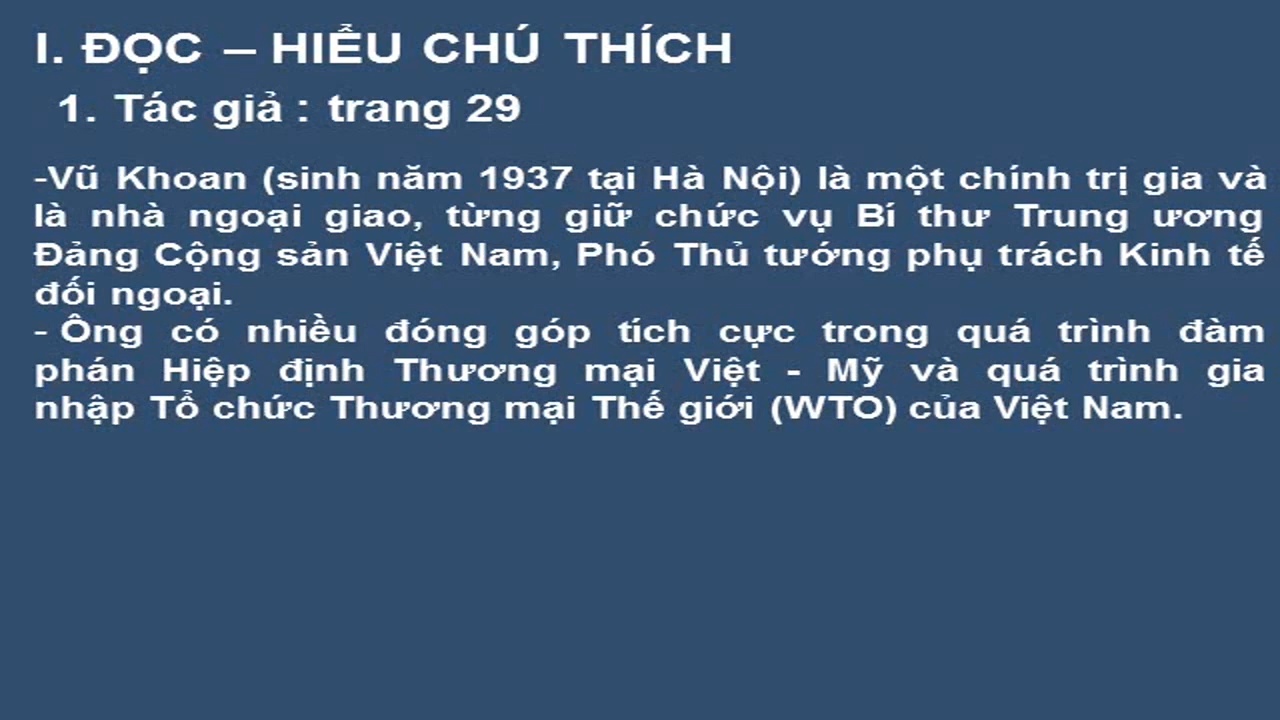 I. ĐỌC – HIỂU CHÚ THÍCH
1. Tác giả : trang 29
-Vũ Khoan (sinh năm 1937 tại Hà Nội) là một chính trị gia và
là nhà ngoại giao, từng giữ chức vụ Bí thư Trung ương
Đảng Cộng sản Việt Nam, Phó Thủ tướng phụ trách Kinh tế
đối ngoại.
- Ông có nhiều đóng góp tích cực trong quá trình đàm
phán Hiệp định Thương mại Việt - Mỹ và quá trình gia
nhập Tổ chức Thương mại Thế giới (WTO) của Việt Nam.